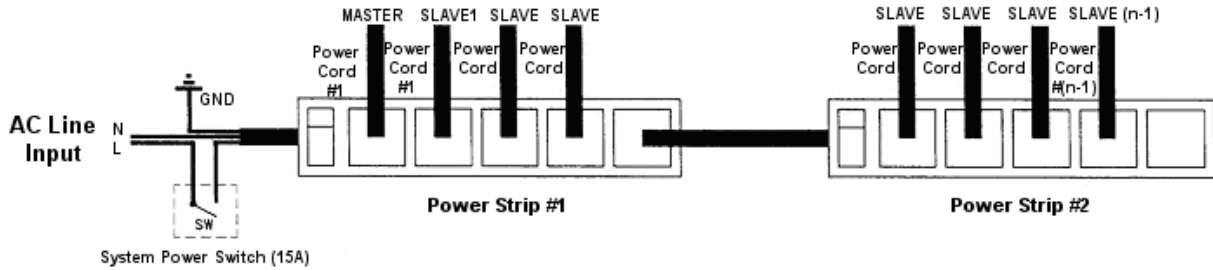 MASTER SLAVE1 SLAVE SLAVE
SLAVE SLAVE SLAVE SLAVE (n-1)
Power
Cord
#1
Power
Cord
#1
Power
Cord
Power
Cord
Power
Cord
Power
Cord
Power
Cord
Power
Cord
#(n-1)
GND
AC Line
Input
N
L
SW
System Power Switch (15A)
Power Strip #1
Power Strip #2